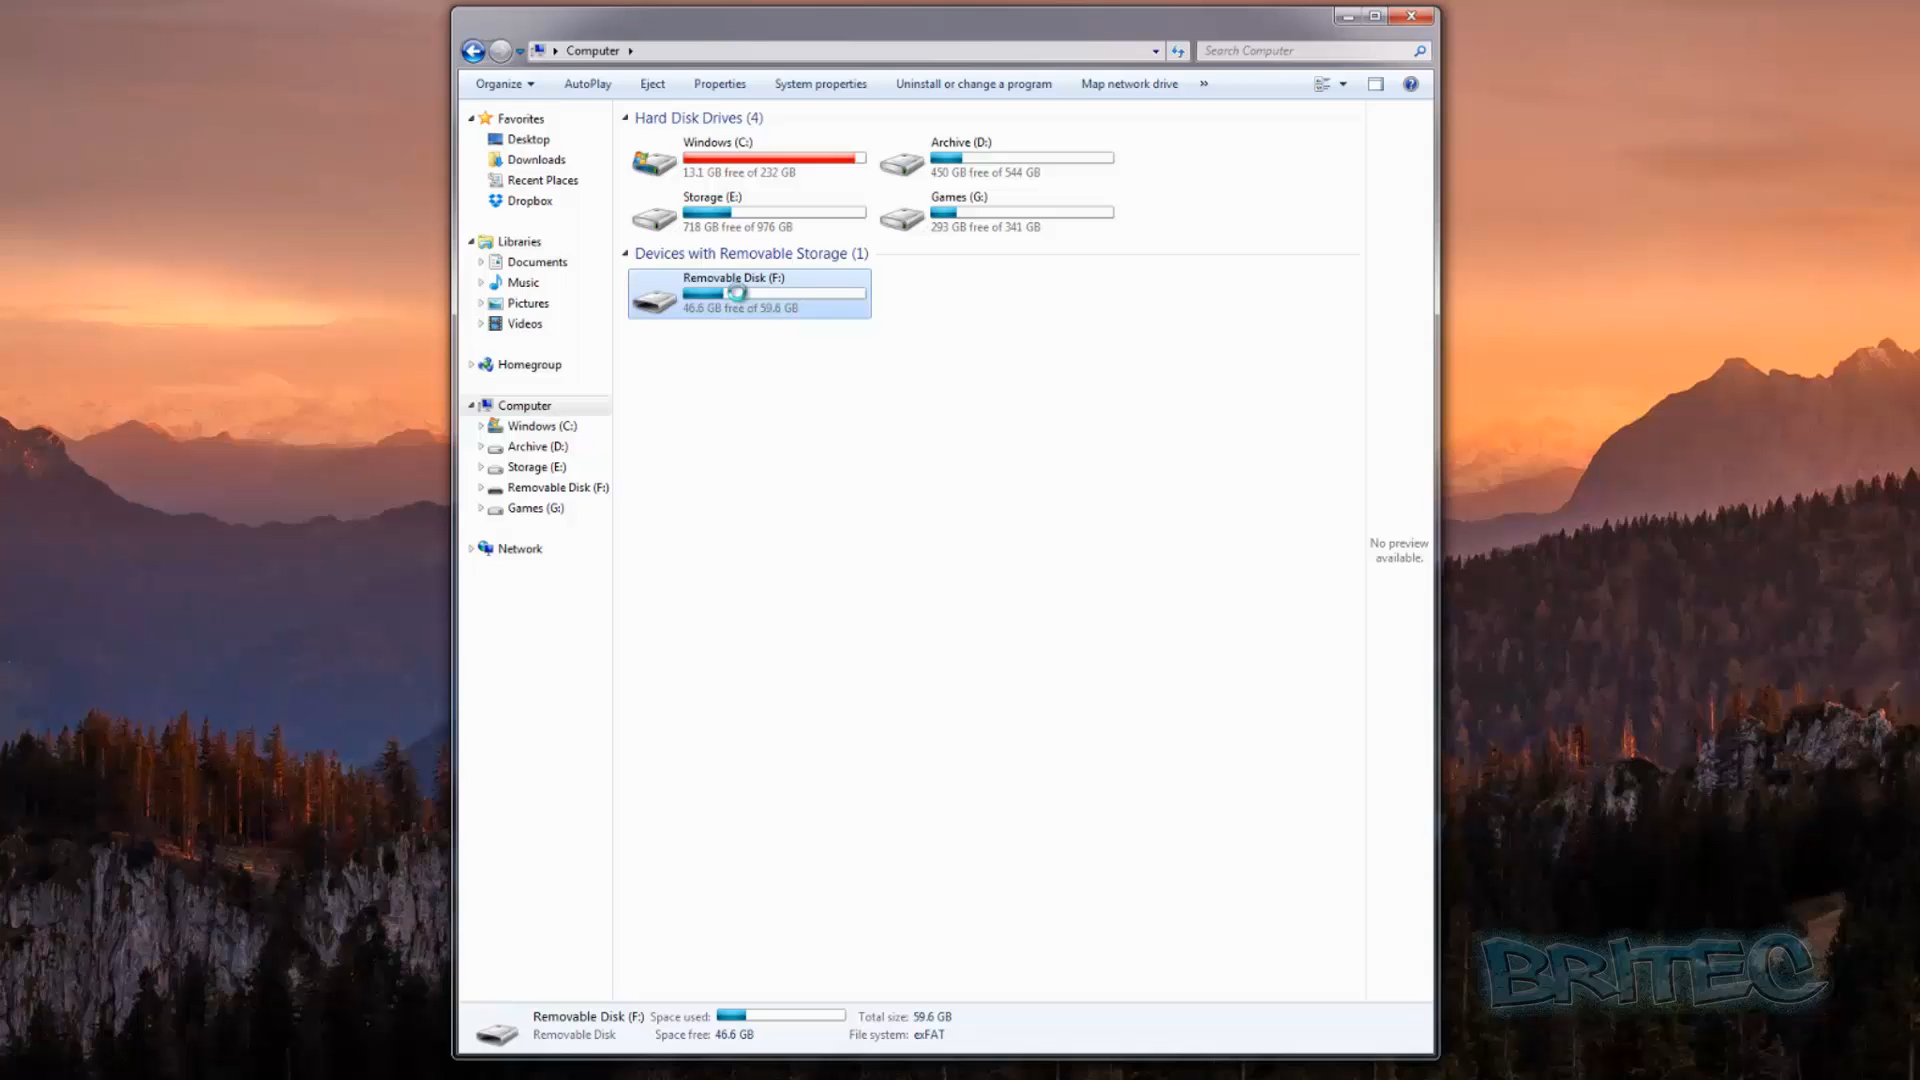 Computer
Search Computer
Organize AutoPlay Eject Properties System properties Uninstall or change a program Map network drive »
Favorites
Desktop
Downloads
Recent Places
Dropbox
Libraries
Documents
Music
Pictures
Videos
Homegroup
Computer
Windows (C:)
Archive (D:)
Storage (E:)
Removable Disk (F:)
Games (G:)
Network
Hard Disk Drives (4)
Windows (C:)
13.1 GB free of 232 GB
Archive (D:)
450 GB free of 544 GB
Storage (E:)
718 GB free of 976 GB
Games (G:)
293 GB free of 341 GB
Devices with Removable Storage (1)
Removable Disk (F:)
46.6 GB free of 59.6 GB
No preview
available.
Removable Disk (F:) Space used: Total size: 59.6 GB
Removable Disk Space free: 46.6 GB File system: exFAT
BRITEC